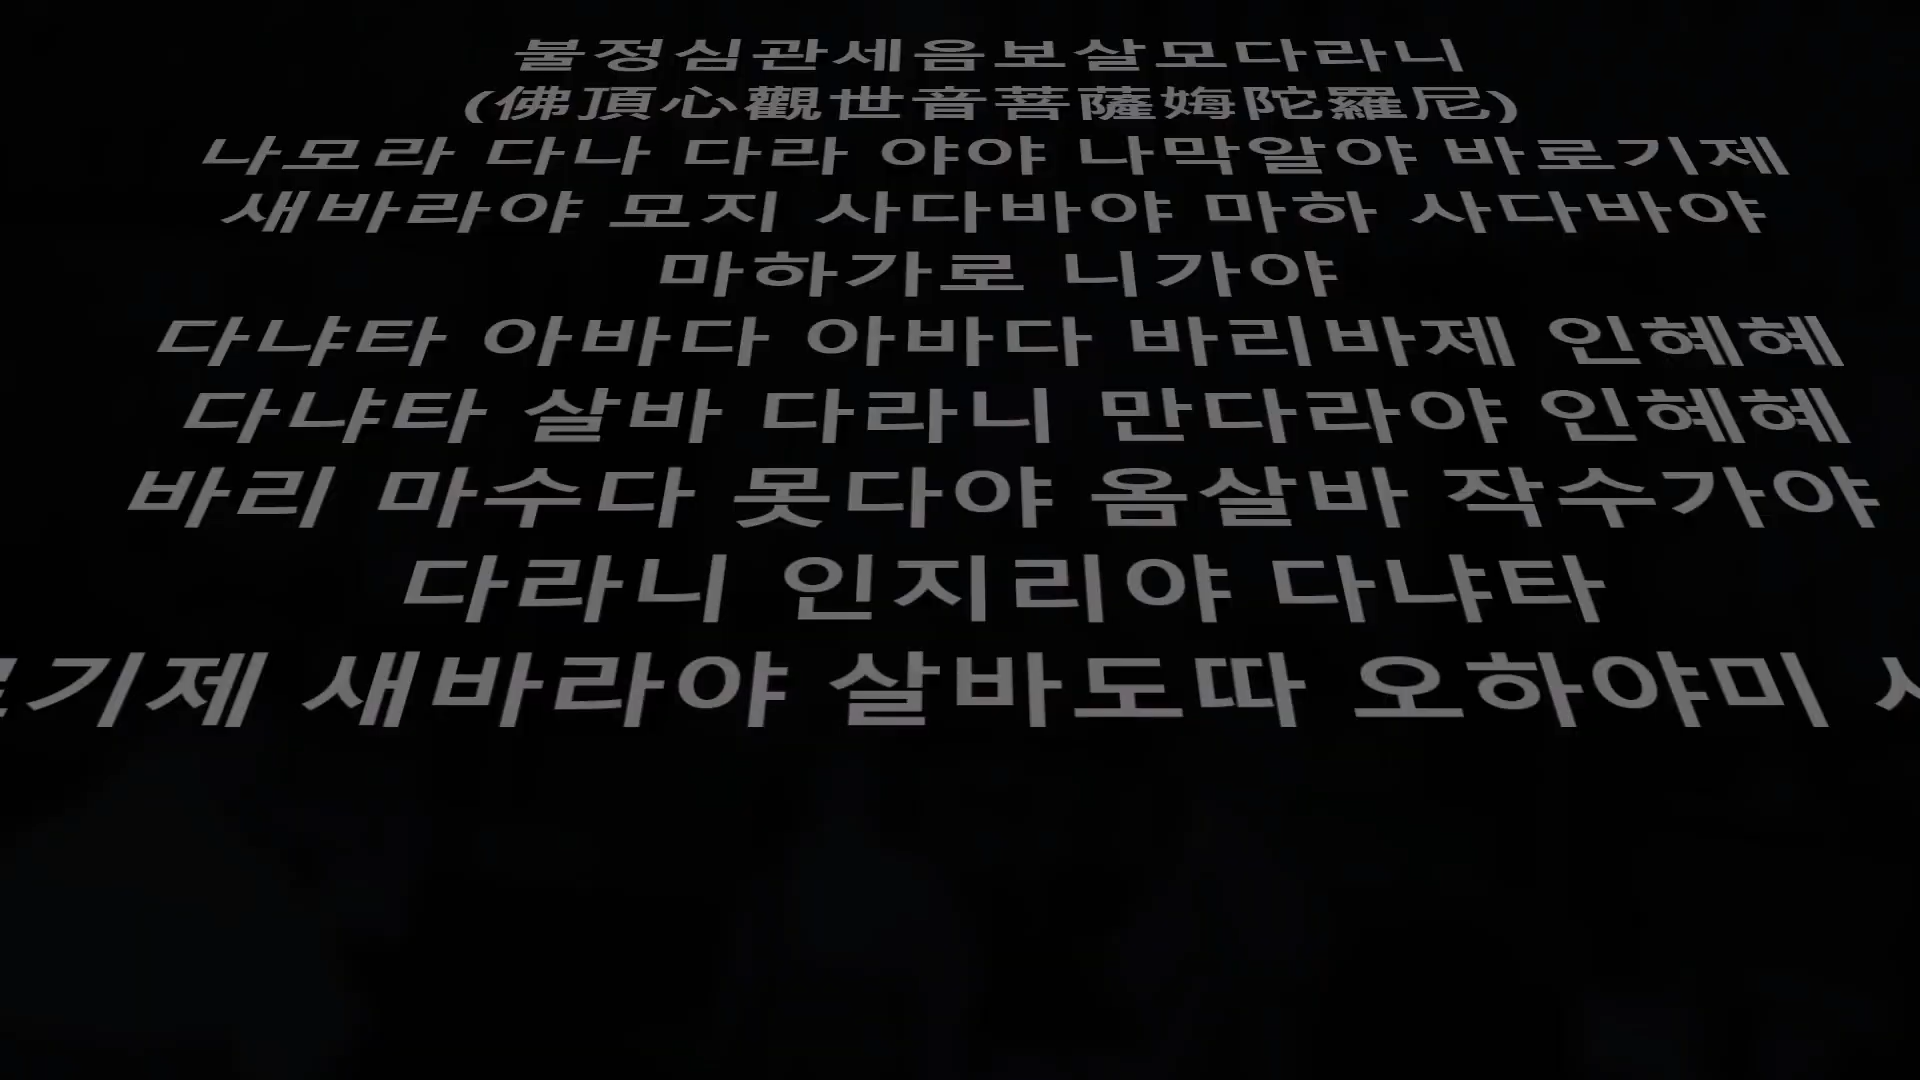 불정심관세음보살모다라니
(佛頂心觀世音菩薩姆陀羅尼)
나모라 다나 다라 야야 나막알야 바로기제
새바라야 모지 사다바야 마하 사다바야
마하가로 니가야
다냐타 아바다 아바다 바리바제 인혜혜
다냐타 살바 다라니 만다라야 인혜혜
바리 마수다 못다야 옴살바 작수가야
다라니 인지리야 다냐타
기제 새바라야 살바도따 오하야미